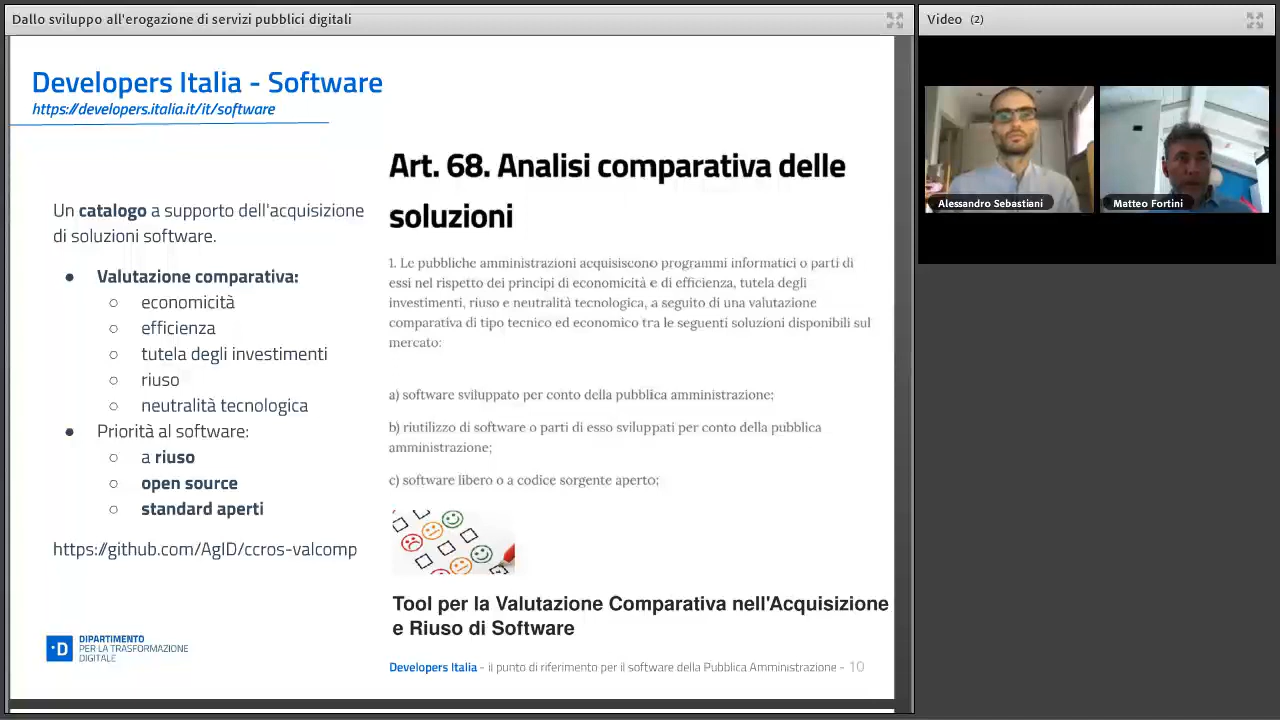 Dallo sviluppo all'erogazione di servizi pubblici digitali
Developers Italia - Software
https://developers.italia.it/it/software
Un catalogo a supporto dell'acquisizione
di soluzioni software.
● Valutazione comparativa:
○ economicità
○ efficienza
○ tutela degli investimenti
○ riuso
○ neutralità tecnologica
● Priorità al software:
○ a riuso
○ open source
○ standard aperti
https://github.com/AgID/ccros-valcomp
DIPARTIMENTO
PER LA TRASFORMAZIONE
DIGITALE
Art. 68. Analisi comparativa delle
soluzioni
1. Le pubbliche amministrazioni acquisiscono programmi informatici o parti di
essi nel rispetto dei principi di economicità e di efficienza, tutela degli
investimenti, riuso e neutralità tecnologica, a seguito di una valutazione
comparativa di tipo tecnico ed economico tra le seguenti soluzioni disponibili sul
mercato:
a) software sviluppato per conto della pubblica amministrazione;
b) riutilizzo di software o parti di esso sviluppati per conto della pubblica
amministrazione;
c) software libero o a codice sorgente aperto;
Tool per la Valutazione Comparativa nell'Acquisizione
e Riuso di Software
Developers Italia - il punto di riferimento per il software della Pubblica Amministrazione - 10
Video (2)
Alessandro Sebastiani
Matteo Fortini